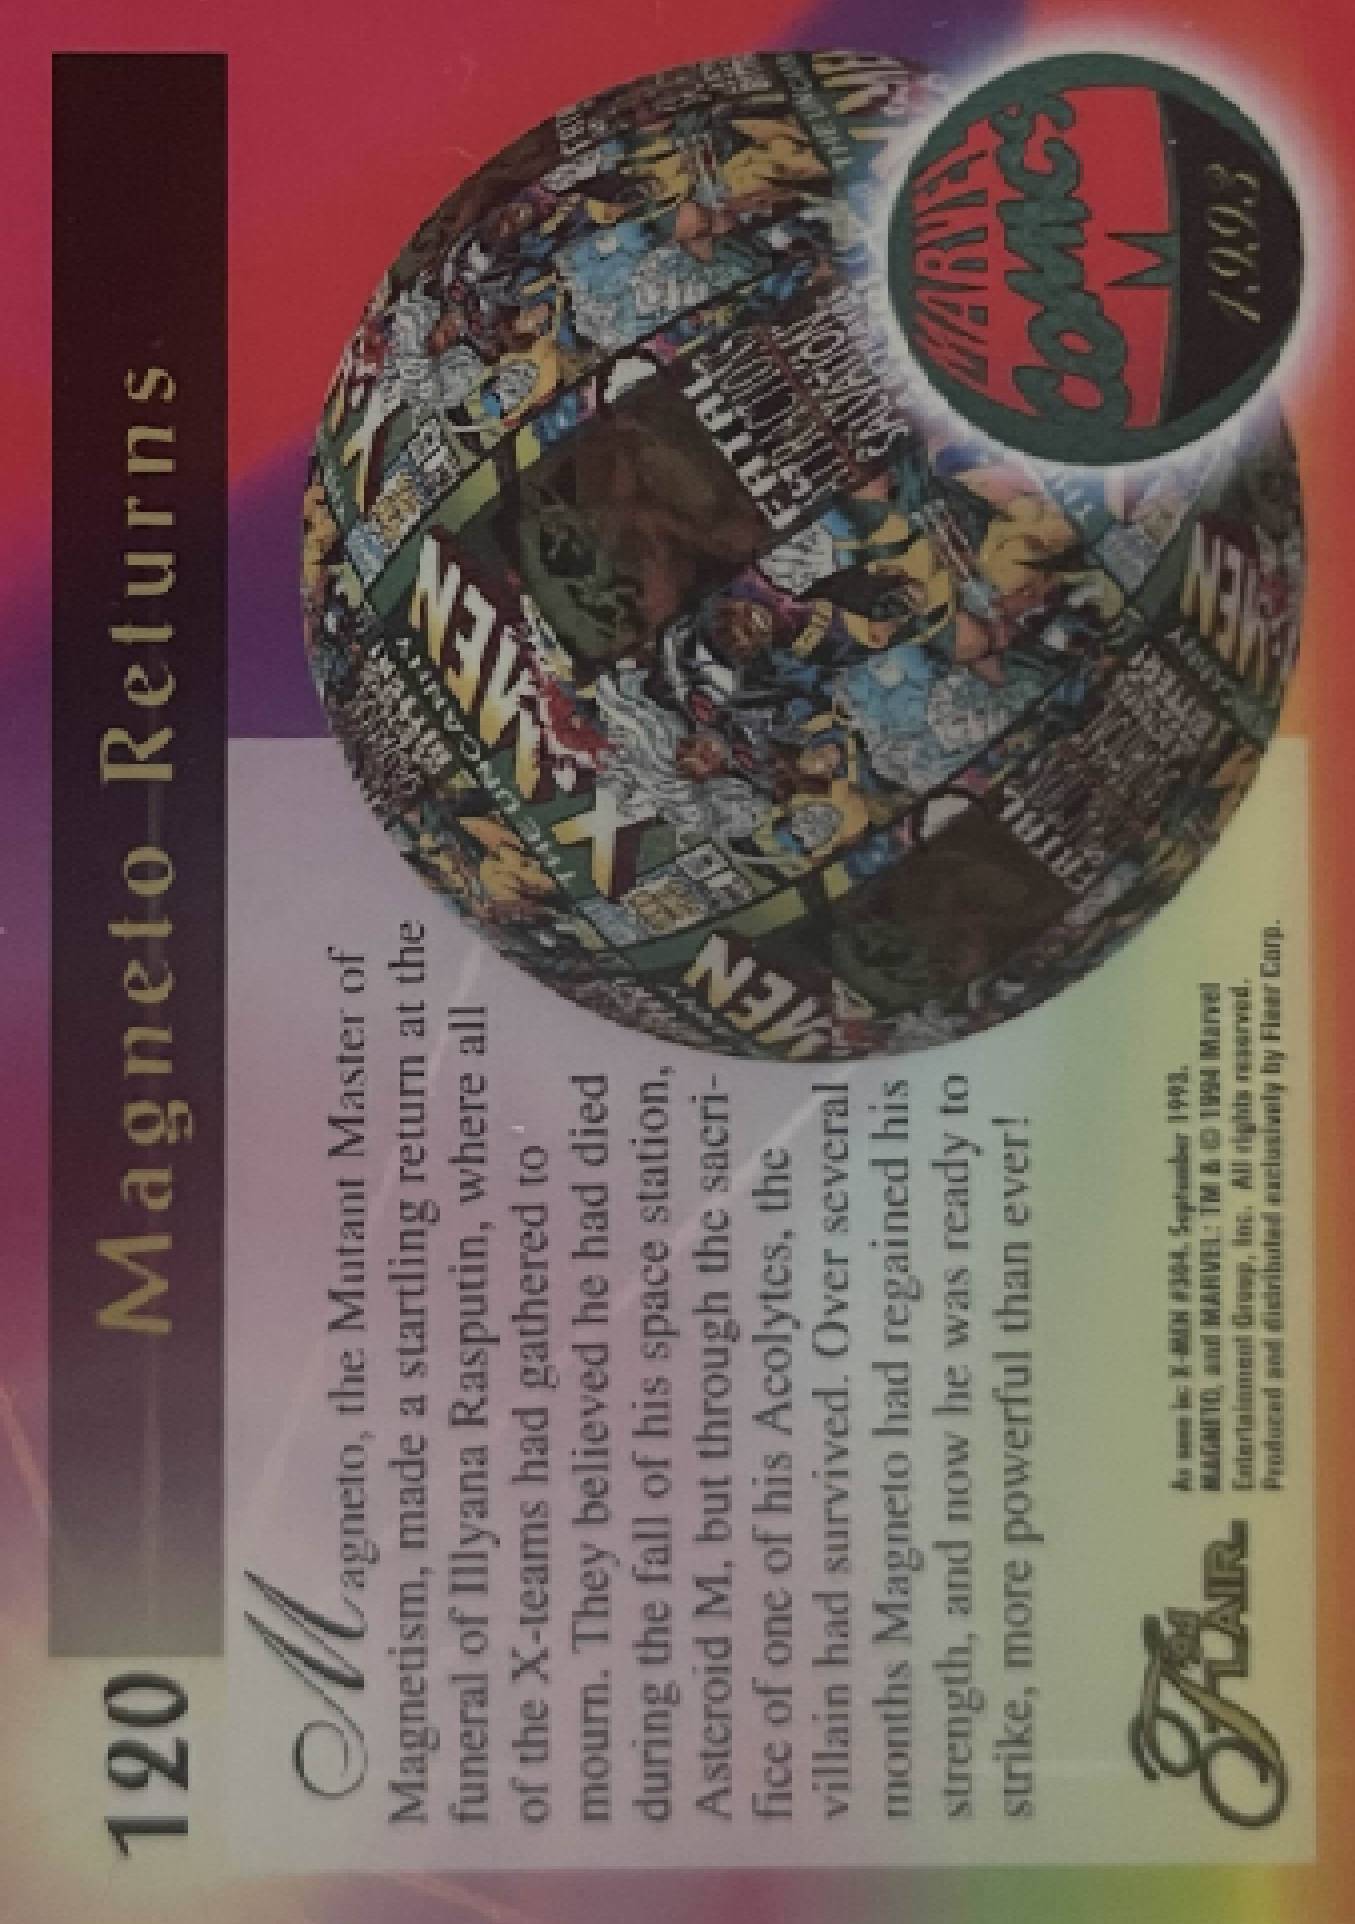 120
Magneto Returns
Magneto, the Mutant Master of
Magnetism, made a startling return at the
funeral of Illyana Rasputin, where all
of the X-teams had gathered to
mourn. They believed he had died
during the fall of his space station,
Asteroid M, but through the sacri-
fice of one of his Acolytes, the
villain had survived. Over several
months Magneto had regained his
strength, and now he was ready to
strike, more powerful than ever!
THE UNCANNY
X-MEN
FATAL
ATTRACTIONS
SALVATION
MEN
FATAL
MARVEL
COMICS
M
1993
'94
FLAIR
As seen in: X-MEN #304. September 1993.
MAGNETO, and MARVEL: TM & © 1994 Marvel
Entertainment Group, Inc. All rights reserved.
Produced and distributed exclusively by Fleer Corp.